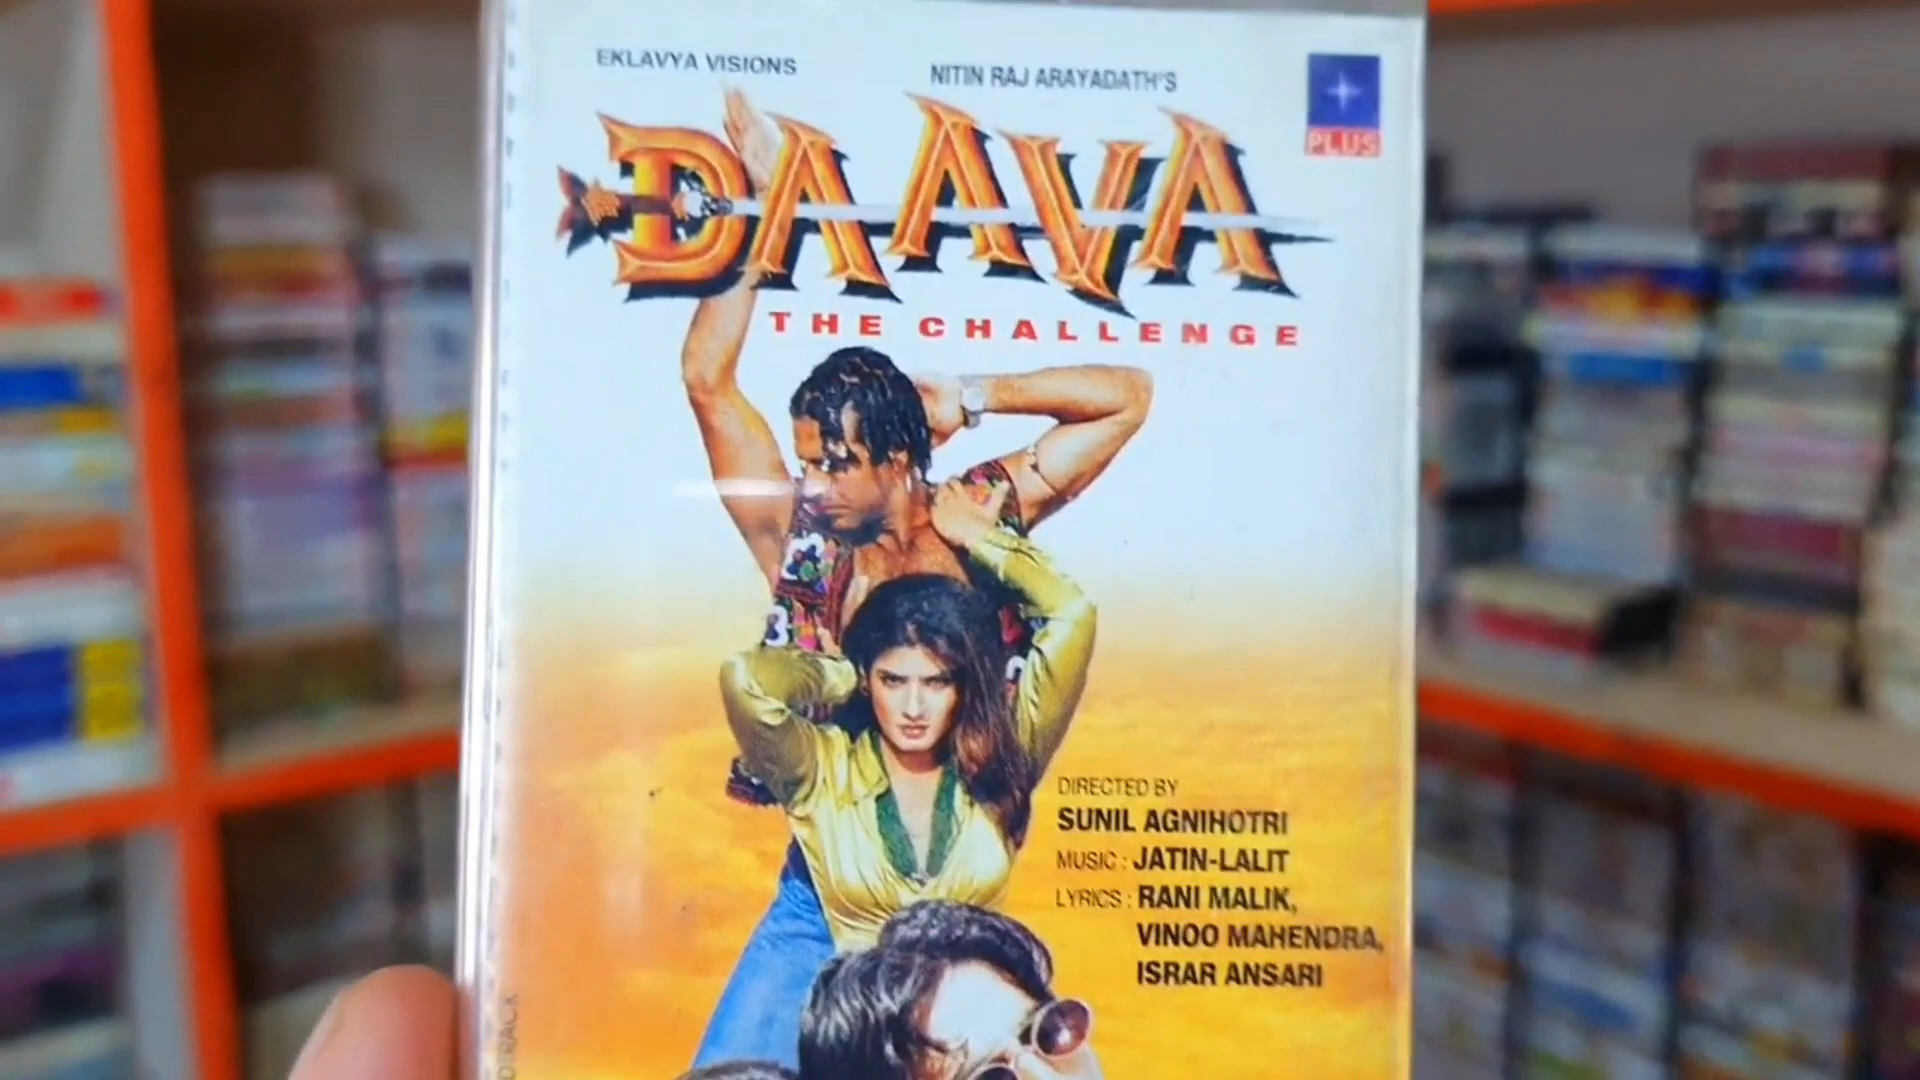 EKLAVYA VISIONS
NITIN RAJ ARAYADATH'S
PLUS
DAAVA
THE CHALLENGE
DIRECTED BY
SUNIL AGNIHOTRI
MUSIC : JATIN-LALIT
LYRICS : RANI MALIK,
VINOO MAHENDRA,
ISRAR ANSARI